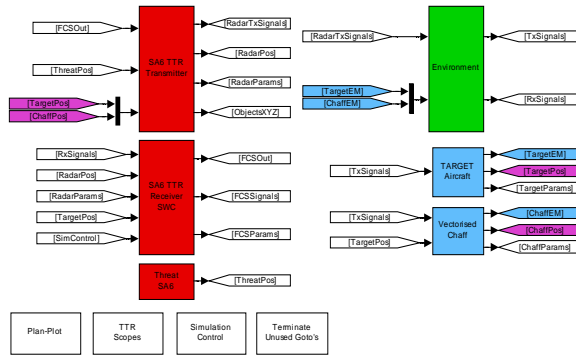 [FCSOut]
[ThreatPos]
[TargetPos]
[ChaffPos]
SA6 TTR
Tranmitter
[RadarTxSignals]
[RadarPos]
[RadarParams]
[ObjectsXYZ]
[RadarTxSignals]
[TargetEM]
[ChaffEM]
Environment
[TxSignals]
[RxSignals]
[RxSignals]
[RadarPos]
[RadarParams]
[TargetPos]
[SimControl]
SA6 TTR
Receiver
SWC
[FCSOut]
[FCSSignals]
[FCSParams]
[TxSignals]
TARGET
Aircraft
[TargetEM]
[TargetPos]
[TargetParams]
[TxSignals]
[TargetPos]
Vectorised
Chaff
[ChaffEM]
[ChaffPos]
[ChaffParams]
Threat
SA6
[ThreatPos]
Plan-Plot
TTR
Scopes
Simulation
Control
Terminate
Unused Goto's